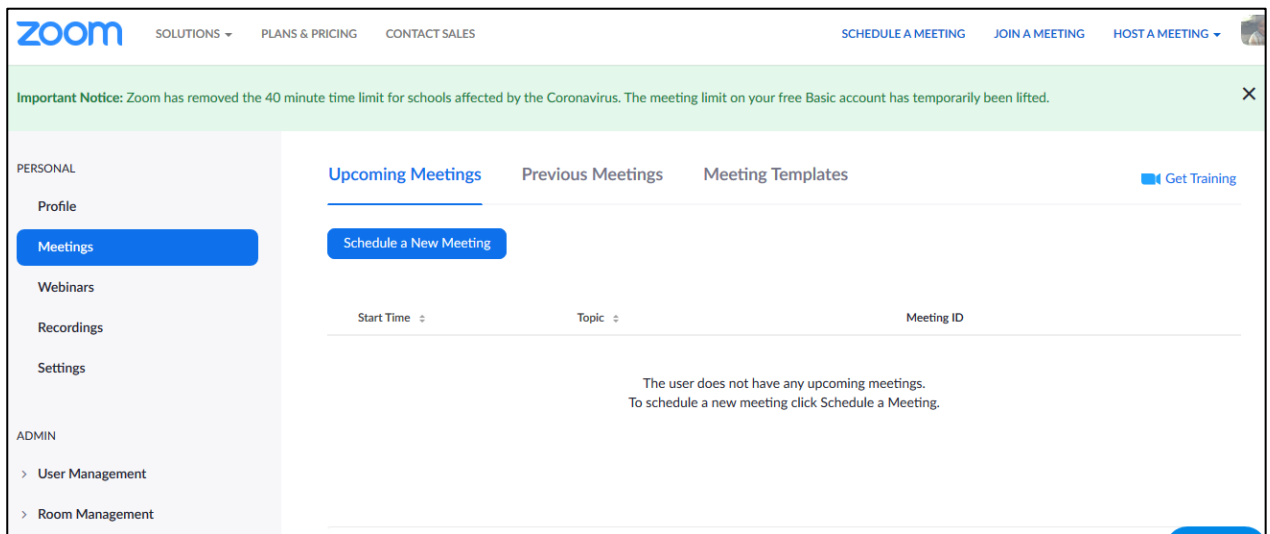 zoom SOLUTIONS PLANS & PRICING CONTACT SALES SCHEDULE A MEETING JOIN A MEETING HOST A MEETING
Important Notice: Zoom has removed the 40 minute time limit for schools affected by the Coronavirus. The meeting limit on your free Basic account has temporarily been lifted.
PERSONAL
Profile
Meetings
Webinars
Recordings
Settings
ADMIN
User Management
Room Management
Upcoming Meetings Previous Meetings Meeting Templates Get Training
Schedule a New Meeting
Start Time Topic Meeting ID
The user does not have any upcoming meetings.
To schedule a new meeting click Schedule a Meeting.